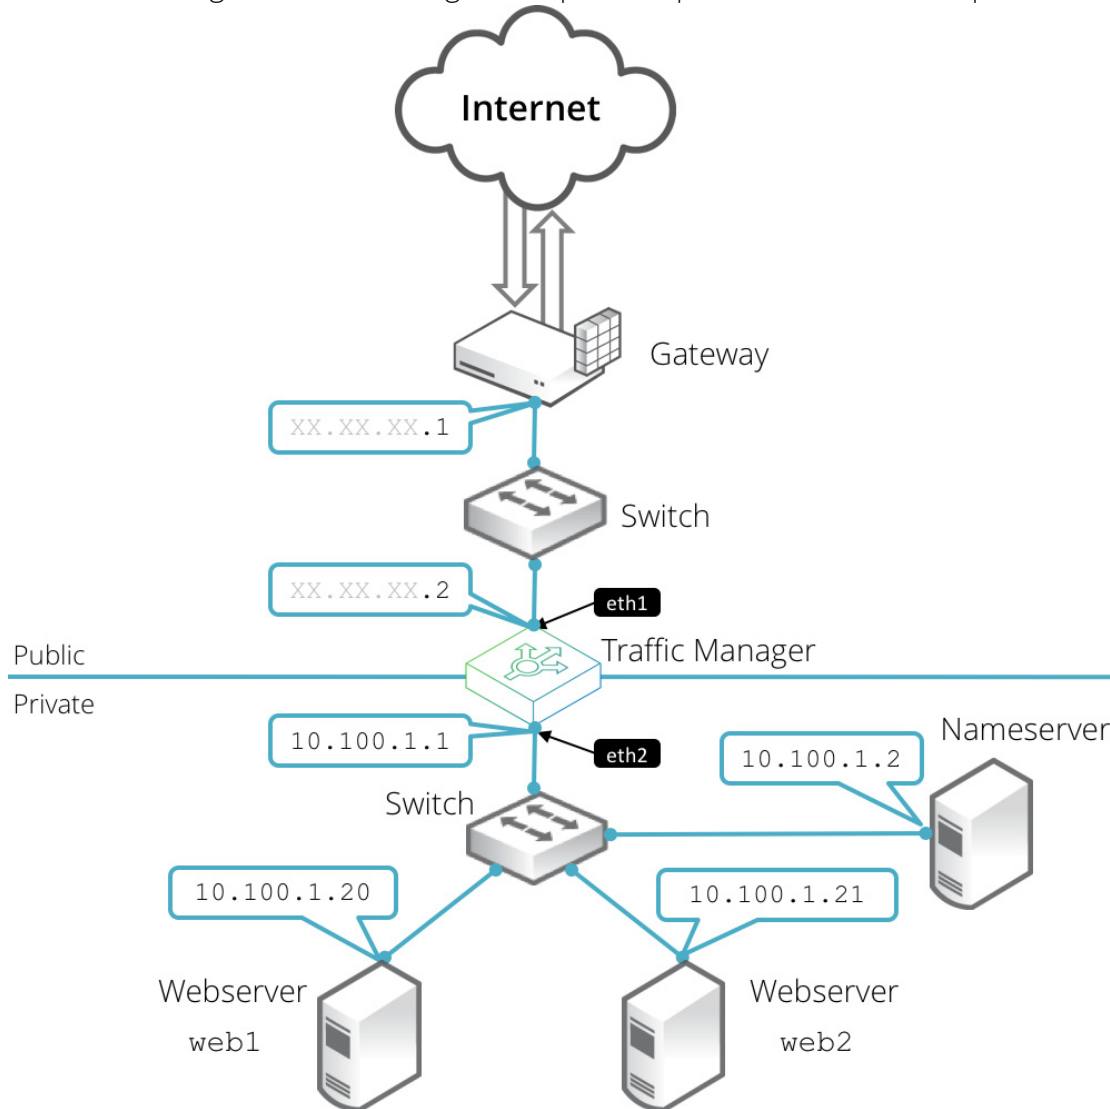 Internet
Gateway
XX.XX.XX.1
Switch
XX.XX.XX.2
eth1
Traffic Manager
Public
Private
10.100.1.1
eth2
Nameserver
10.100.1.2
Switch
10.100.1.20
10.100.1.21
Webserver
web1
Webserver
web2